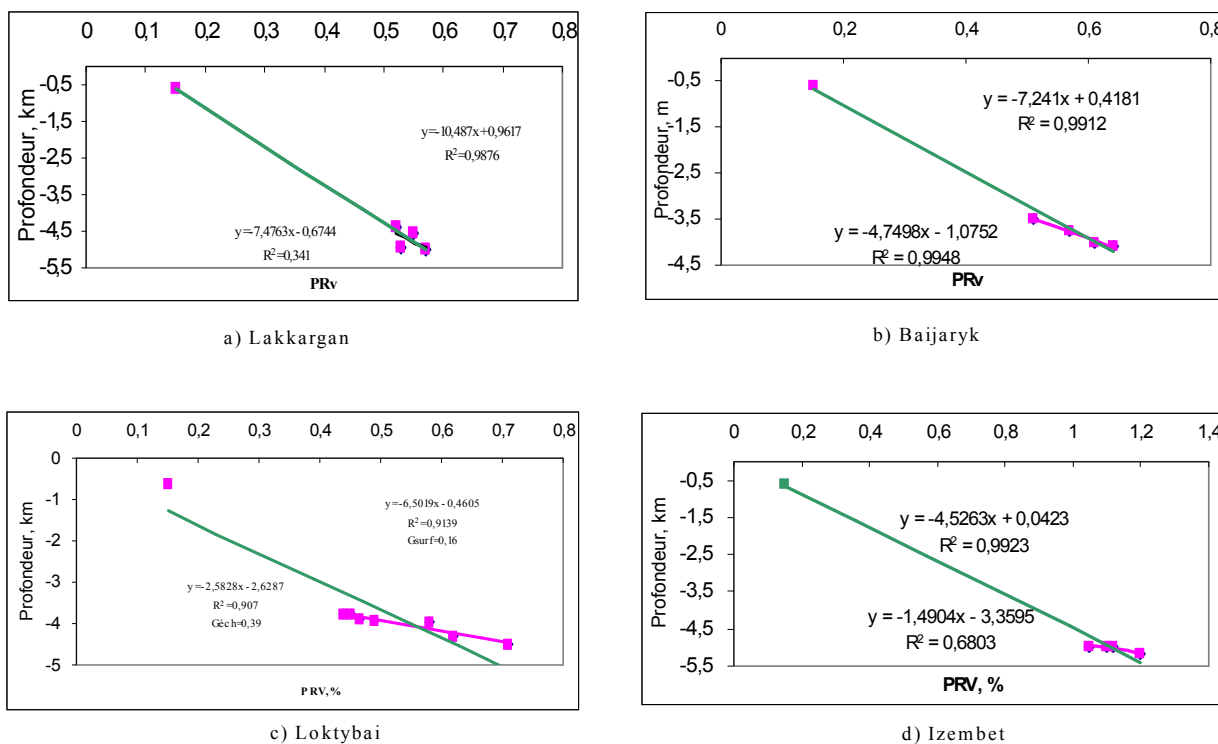 0 0,1 0,2 0,3 0,4 0,5 0,6 0,7 0,8
-0,5
-1,5
-2,5
-3,5
-4,5
-5,5
Profondeur, km
y=-10,487x+0,9617
R²=0,9876
y=-7,4763x-0,6744
R²=0,341
PRv
a) Lakkargan
0 0,2 0,4 0,6 0,8
-0,5
-1,5
-2,5
-3,5
-4,5
Profondeur, m
y = -7,241x + 0,4181
R² = 0,9912
y = -4,7498x - 1,0752
R² = 0,9948
PRv
b) Baijaryk
0 0,1 0,2 0,3 0,4 0,5 0,6 0,7 0,8
0
-1
-2
-3
-4
-5
Profondeur, km
y=-6,5019x-0,4605
R²=0,9139
Gsurf=0,16
y=-2,5828x-2,6287
R²=0,907
Géch=0,39
PRV,%
c) Loktybai
0 0,2 0,4 0,6 0,8 1 1,2 1,4
-0,5
-1,5
-2,5
-3,5
-4,5
-5,5
Profondeur, km
y = -4,5263x + 0,0423
R² = 0,9923
y = -1,4904x - 3,3595
R² = 0,6803
PRV, %
d) Izembet